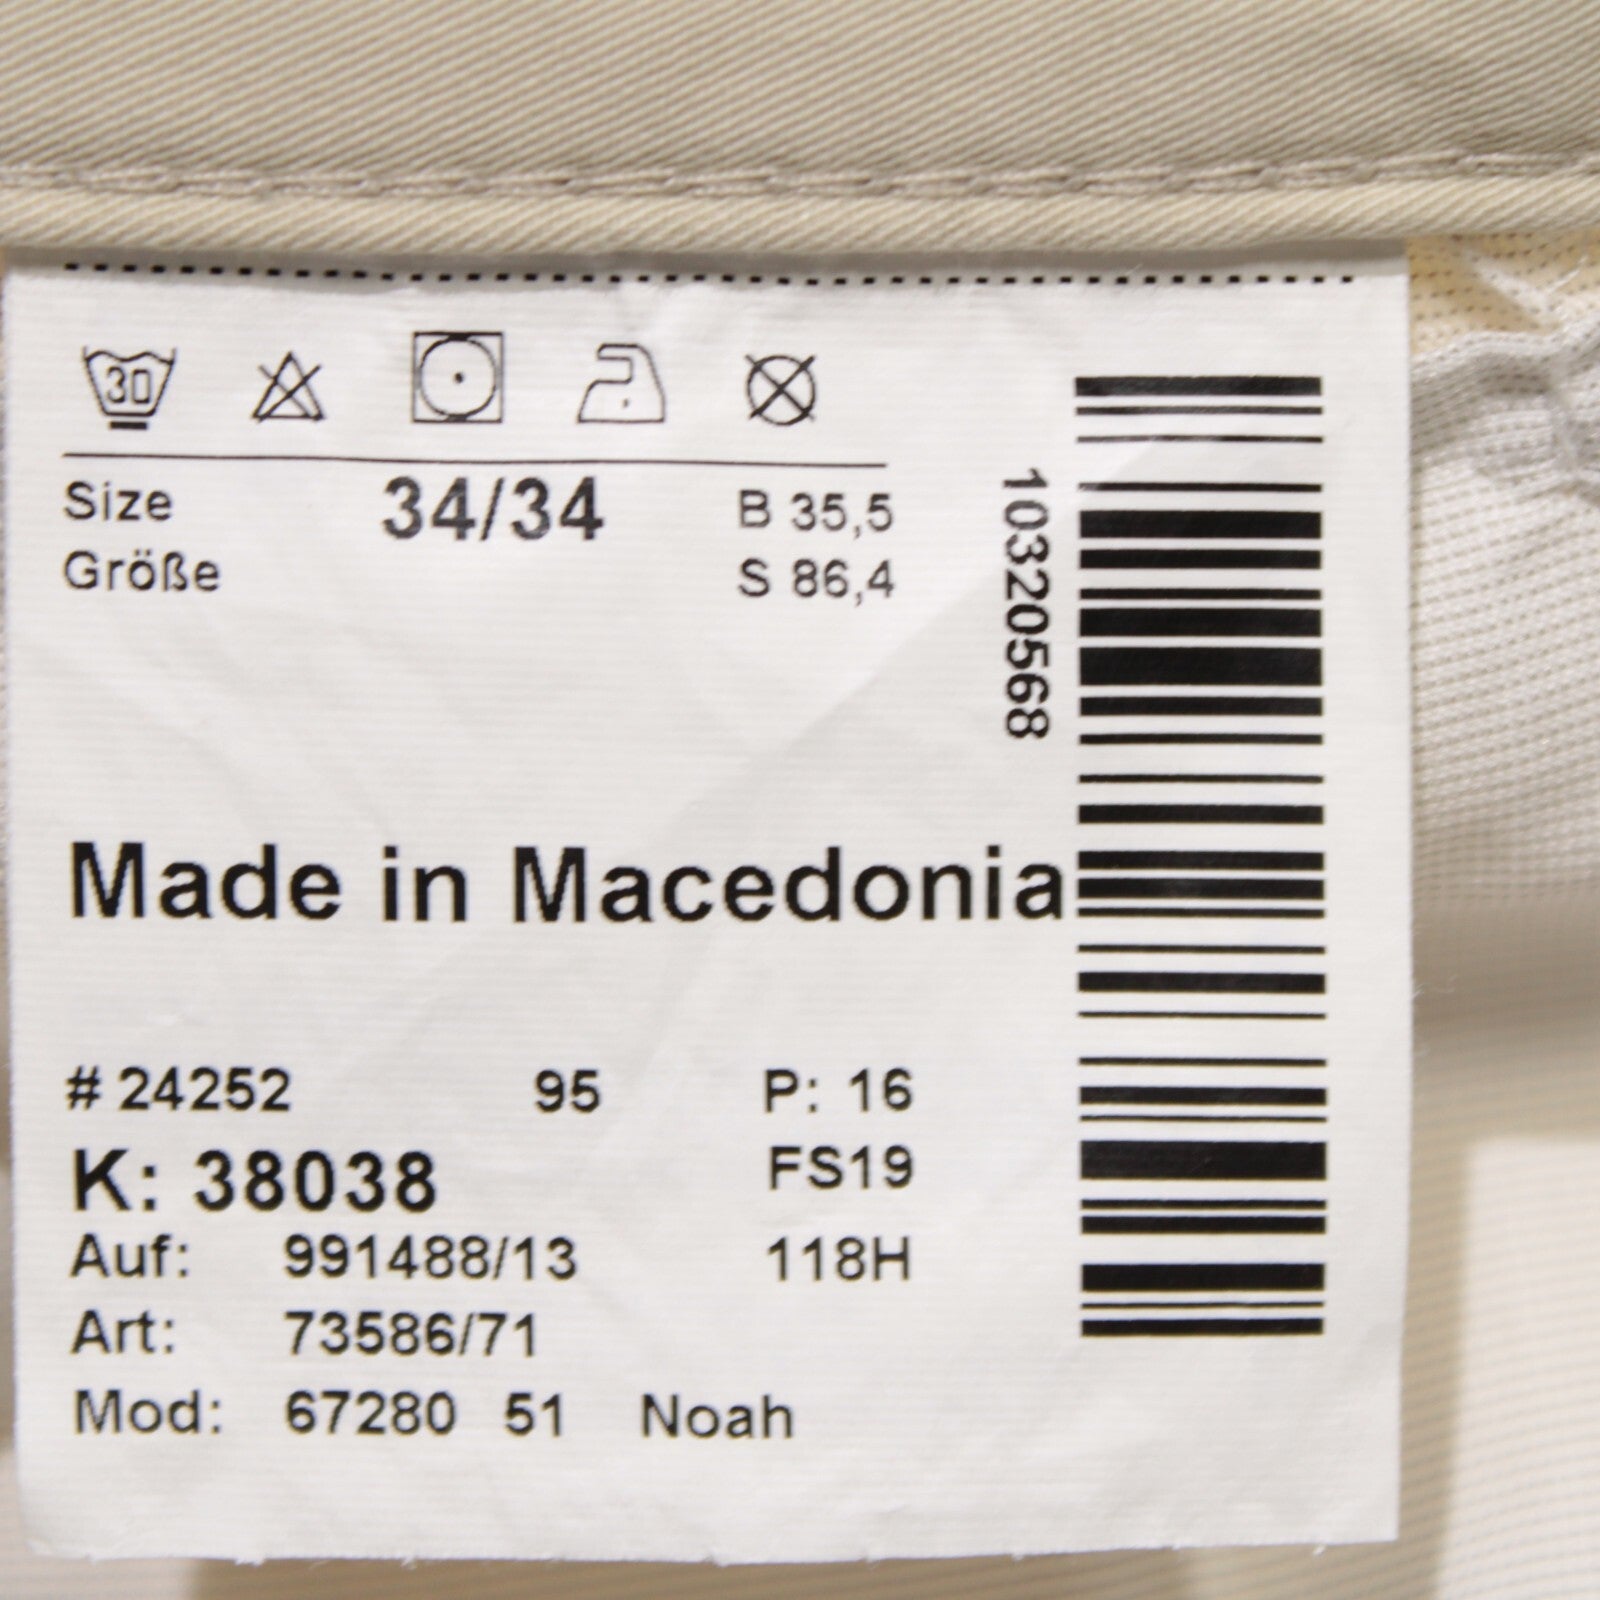 30
Size 34/34 B 35,5
Größe S 86,4
10320568
Made in Macedonia
# 24252 95 P: 16
K: 38038 FS19
Auf: 991488/13 118H
Art: 73586/71
Mod: 67280 51 Noah